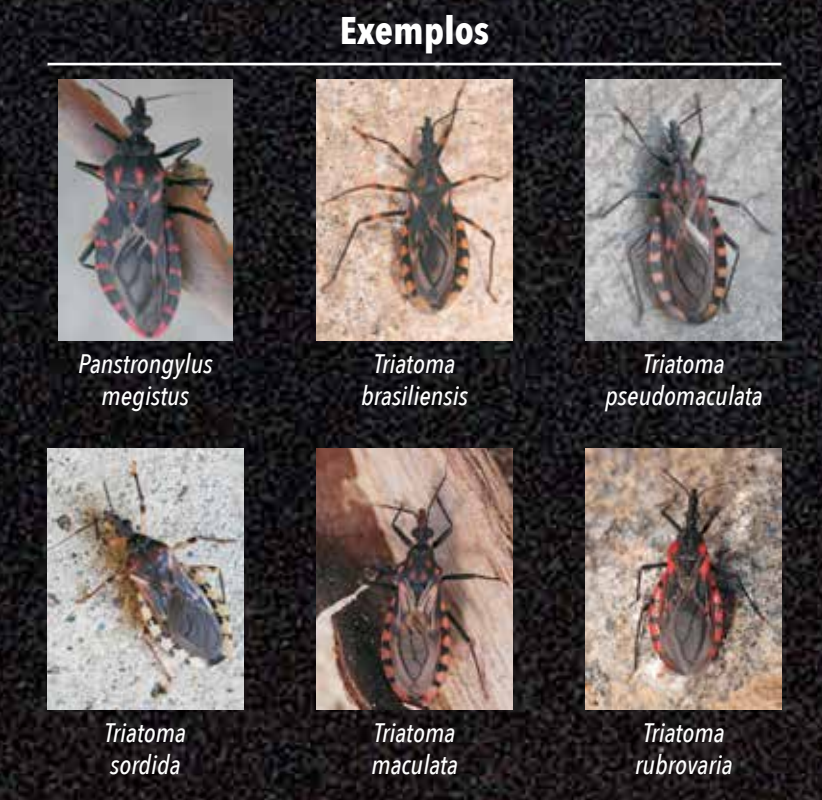 Exemplos
Panstrongylus
megistus
Triatoma
brasiliensis
Triatoma
pseudomaculata
Triatoma
sordida
Triatoma
maculata
Triatoma
rubrovaria